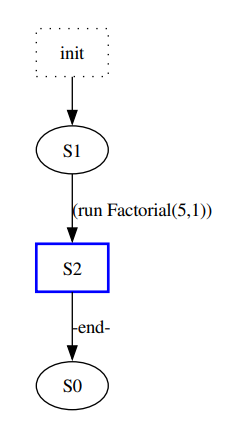 init
S1
(run Factorial(5,1))
S2
-end-
S0